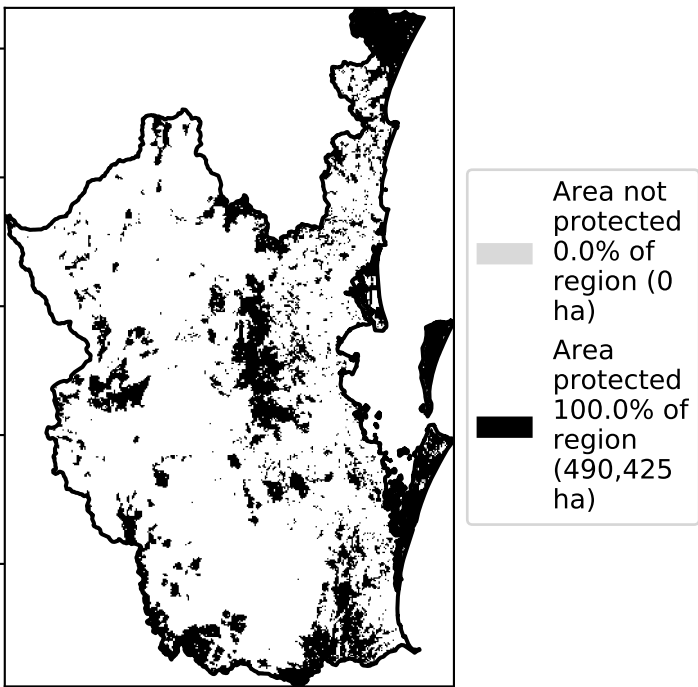 Area not
protected
0.0% of
region (0
ha)
Area
protected
100.0% of
region
(490,425
ha)